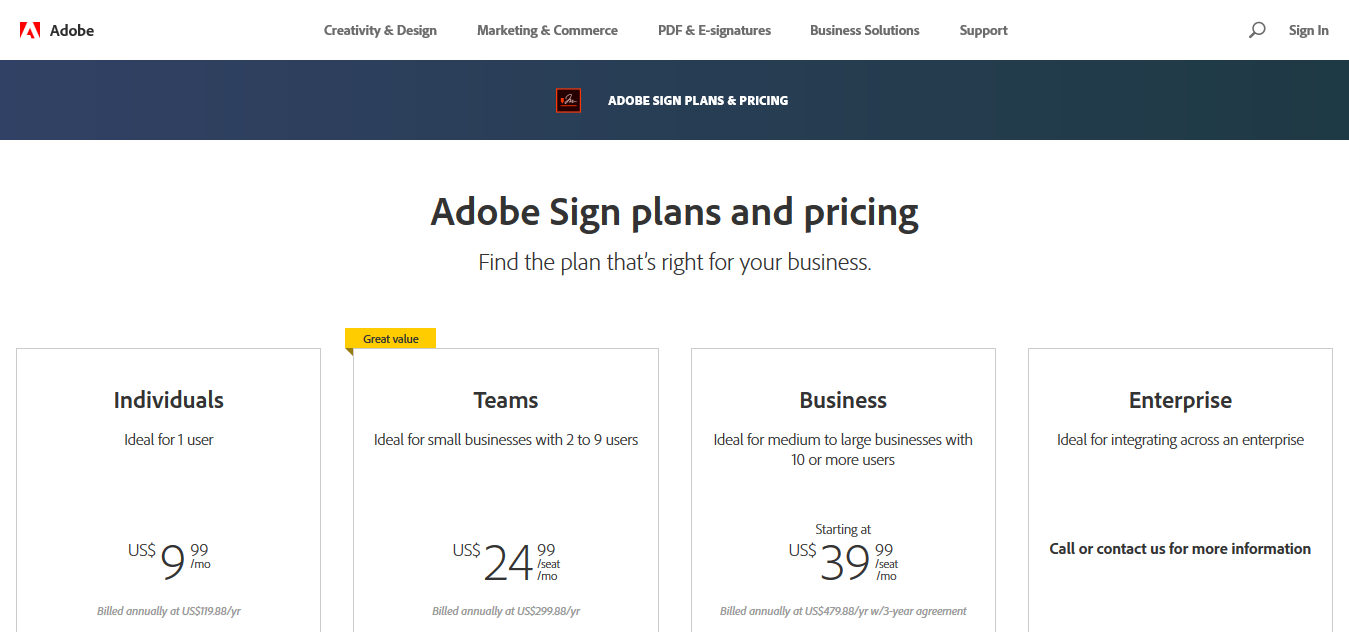 Adobe
Creativity & Design
Marketing & Commerce
PDF & E-signatures
Business Solutions
Support
Sign In
ADOBE SIGN PLANS & PRICING
Adobe Sign plans and pricing
Find the plan that's right for your business.
Individuals
Ideal for 1 user
US$ 9 99
/mo
Billed annually at US$119.88/yr
Great value
Teams
Ideal for small businesses with 2 to 9 users
US$ 24 99
/seat
/mo
Billed annually at US$299.88/yr
Business
Ideal for medium to large businesses with
10 or more users
Starting at
US$ 39 99
/seat
/mo
Billed annually at US$479.88/yr w/3-year agreement
Enterprise
Ideal for integrating across an enterprise
Call or contact us for more information